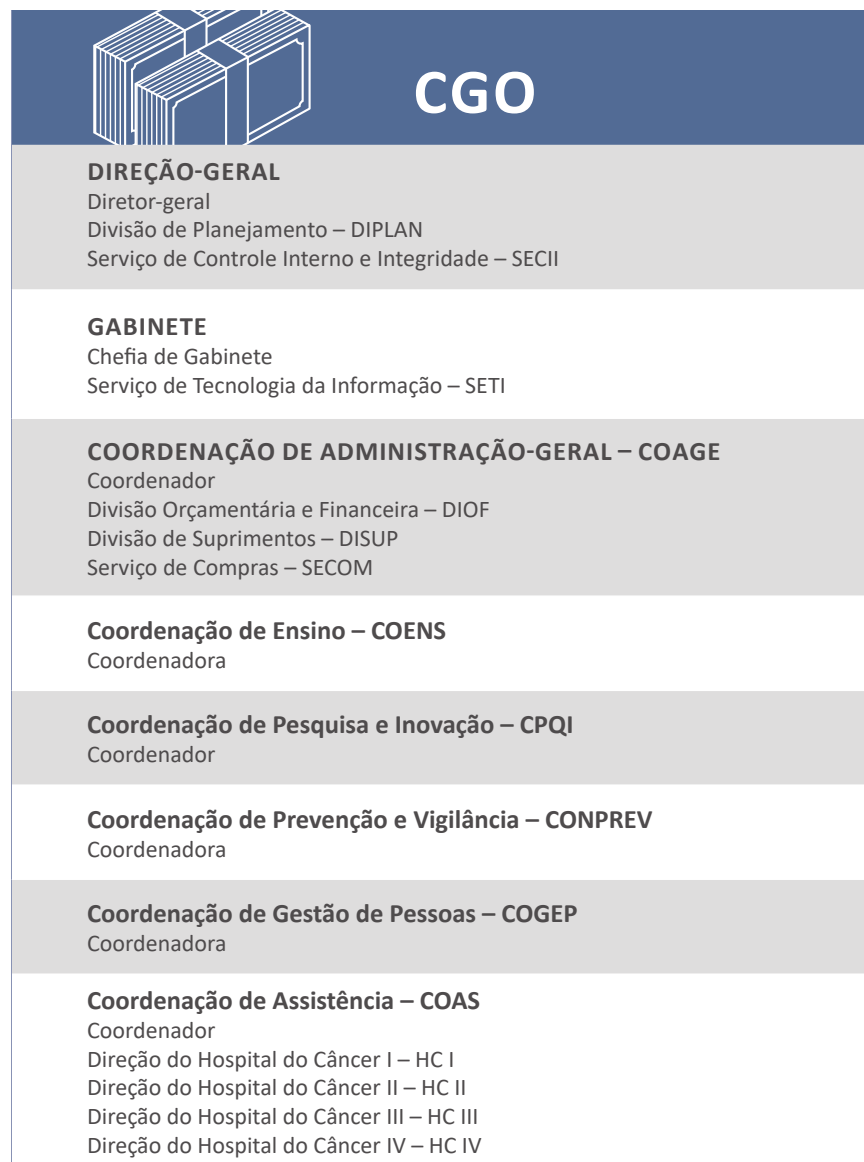 CGO
DIREÇÃO-GERAL
Diretor-geral
Divisão de Planejamento – DIPLAN
Serviço de Controle Interno e Integridade – SECII
GABINETE
Chefia de Gabinete
Serviço de Tecnologia da Informação – SETI
COORDENAÇÃO DE ADMINISTRAÇÃO-GERAL – COAGE
Coordenador
Divisão Orçamentária e Financeira – DIOF
Divisão de Suprimentos – DISUP
Serviço de Compras – SECOM
Coordenação de Ensino – COENS
Coordenadora
Coordenação de Pesquisa e Inovação – CPQI
Coordenador
Coordenação de Prevenção e Vigilância – CONPREV
Coordenadora
Coordenação de Gestão de Pessoas – COGEP
Coordenadora
Coordenação de Assistência – COAS
Coordenador
Direção do Hospital do Câncer I – HC I
Direção do Hospital do Câncer II – HC II
Direção do Hospital do Câncer III – HC III
Direção do Hospital do Câncer IV – HC IV